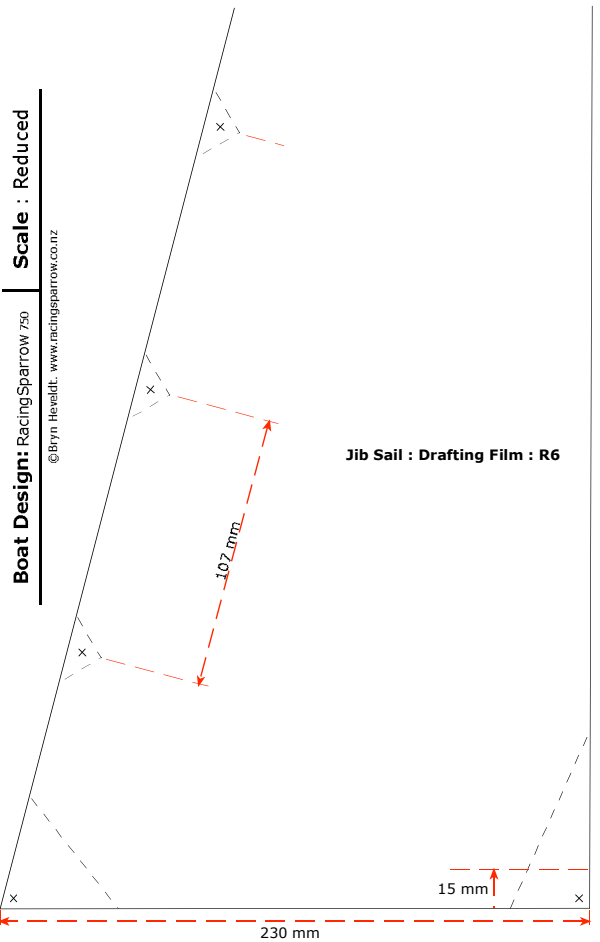 Boat Design: RacingSparrow 750
Scale : Reduced
©Bryn Heveldt. www.racingsparrow.co.nz
Jib Sail : Drafting Film : R6
107 mm
15 mm
230 mm